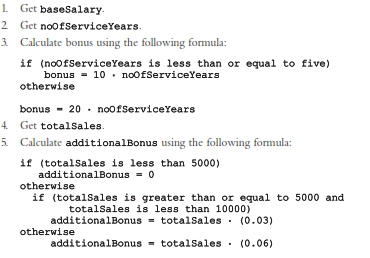 1. Get baseSalary.
2. Get noOfServiceYears.
3. Calculate bonus using the following formula:
if (noOfServiceYears is less than or equal to five)
bonus = 10 · noOfServiceYears
otherwise
bonus = 20 · noOfServiceYears
4. Get totalSales.
5. Calculate additionalBonus using the following formula:
if (totalSales is less than 5000)
additionalBonus = 0
otherwise
if (totalSales is greater than or equal to 5000 and
totalSales is less than 10000)
additionalBonus = totalSales · (0.03)
otherwise
additionalBonus = totalSales · (0.06)